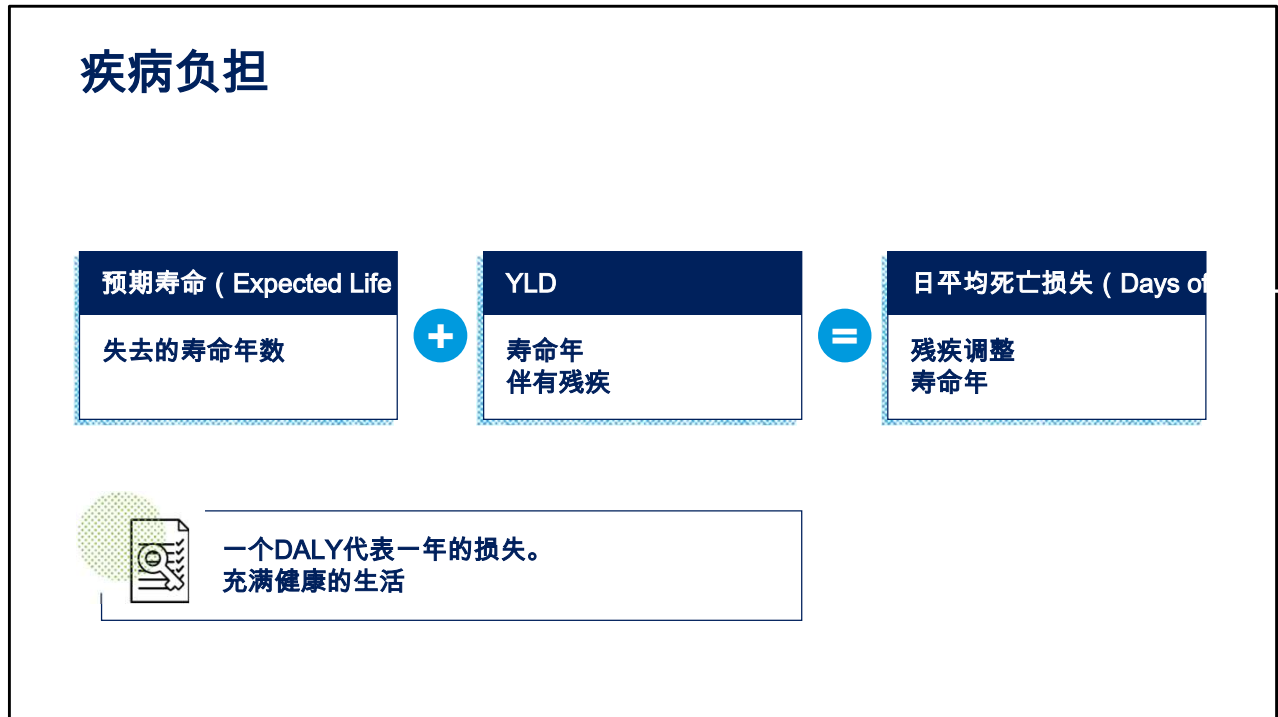 疾病负担
预期寿命（Expected Life
YLD
日平均死亡损失（Days of
失去的寿命年数
寿命年
伴有残疾
残疾调整
寿命年
一个DALY代表一年的损失。
充满健康的生活